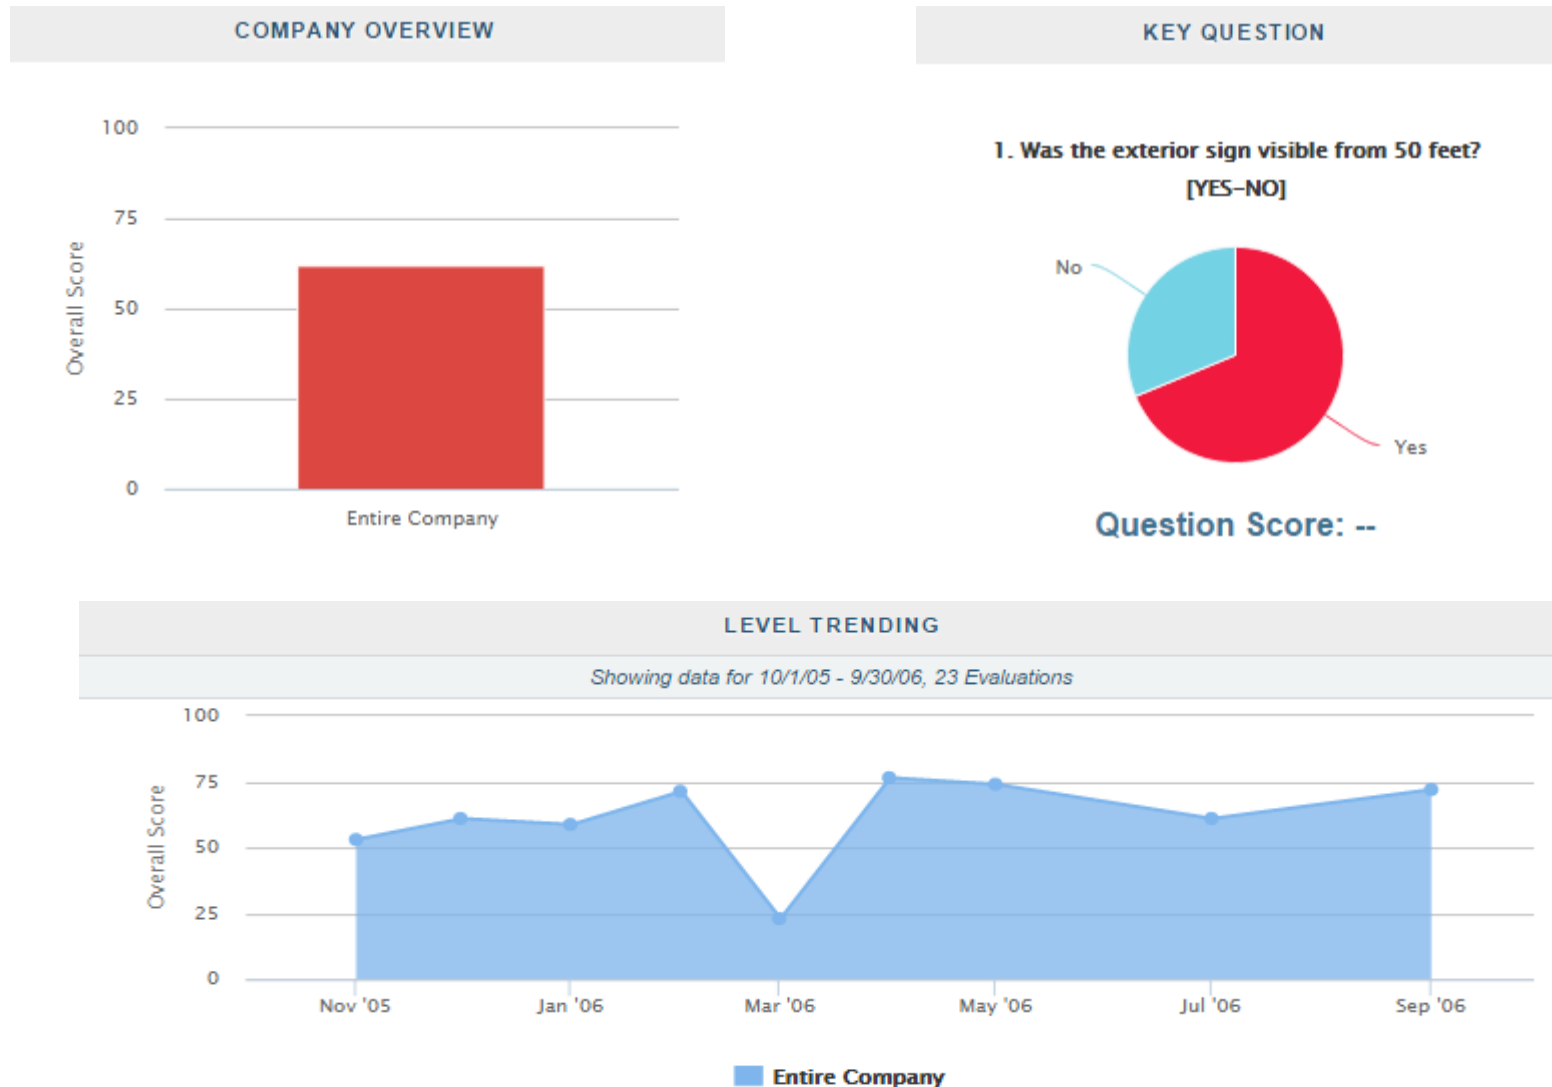 COMPANY OVERVIEW
100
75
50
25
0
Overall Score
Entire Company
KEY QUESTION
1. Was the exterior sign visible from 50 feet?
[YES-NO]
No
Yes
Question Score: --
LEVEL TRENDING
Showing data for 10/1/05 - 9/30/06, 23 Evaluations
100
75
50
25
0
Overall Score
Nov '05 Jan '06 Mar '06 May '06 Jul '06 Sep '06
Entire Company